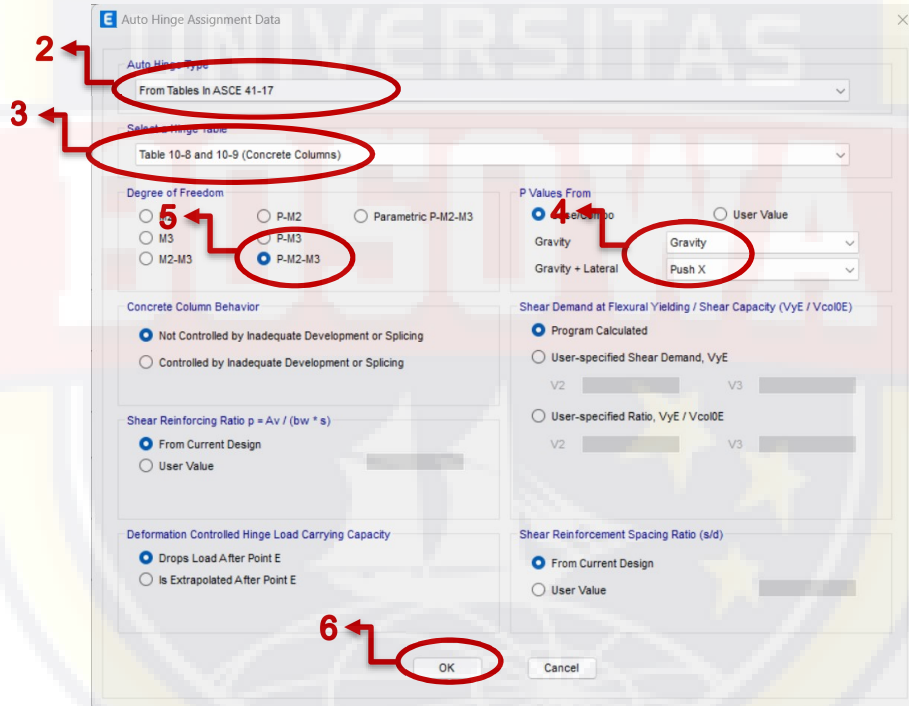 UNIVERSITAS
BOSOWA
E Auto Hinge Assignment Data
2
Auto Hinge Type
From Tables In ASCE 41-17
3
Select a Hinge Table
Table 10-8 and 10-9 (Concrete Columns)
Degree of Freedom
M2
P-M2
Parametric P-M2-M3
5
M3
P-M3
M2-M3
P-M2-M3
P Values From
4
Case/Combo
User Value
Gravity
Gravity
Gravity + Lateral
Push X
Concrete Column Behavior
Not Controlled by Inadequate Development or Splicing
Controlled by Inadequate Development or Splicing
Shear Demand at Flexural Yielding / Shear Capacity (VyE / Vcol0E)
Program Calculated
User-specified Shear Demand, VyE
V2
V3
User-specified Ratio, VyE / Vcol0E
V2
V3
Shear Reinforcing Ratio p = Av / (bw * s)
From Current Design
User Value
Deformation Controlled Hinge Load Carrying Capacity
Drops Load After Point E
Is Extrapolated After Point E
Shear Reinforcement Spacing Ratio (s/d)
From Current Design
User Value
6
OK
Cancel